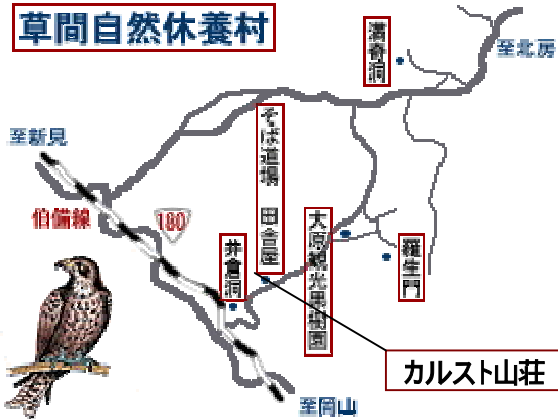 草間自然休養村
満奇洞
至北房
そば道場 田舎屋
至新見
伯備線
180
大原観光果樹園
井倉洞
羅生門
カルスト山荘
至岡山